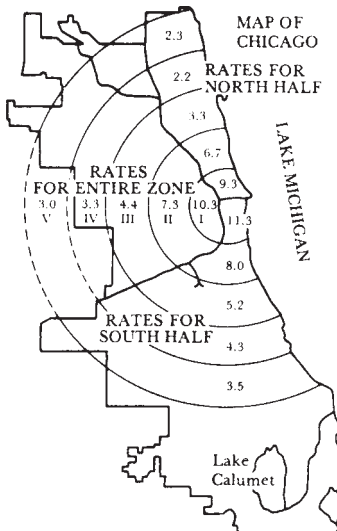 2.3
MAP OF
CHICAGO
2.2
RATES FOR
NORTH HALF
3.3
LAKE MICHIGAN
6.7
RATES
FOR ENTIRE ZONE
9.3
3.0 3.3 4.4 7.3 10.3
V IV III II I
11.3
8.0
5.2
RATES FOR
SOUTH HALF
4.3
3.5
Lake
Calumet